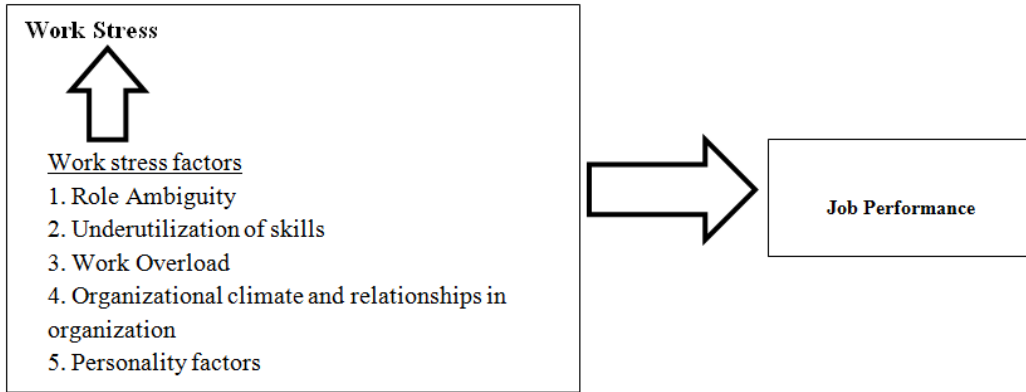 Work Stress
Work stress factors
1. Role Ambiguity
2. Underutilization of skills
3. Work Overload
4. Organizational climate and relationships in
organization
5. Personality factors
Job Performance